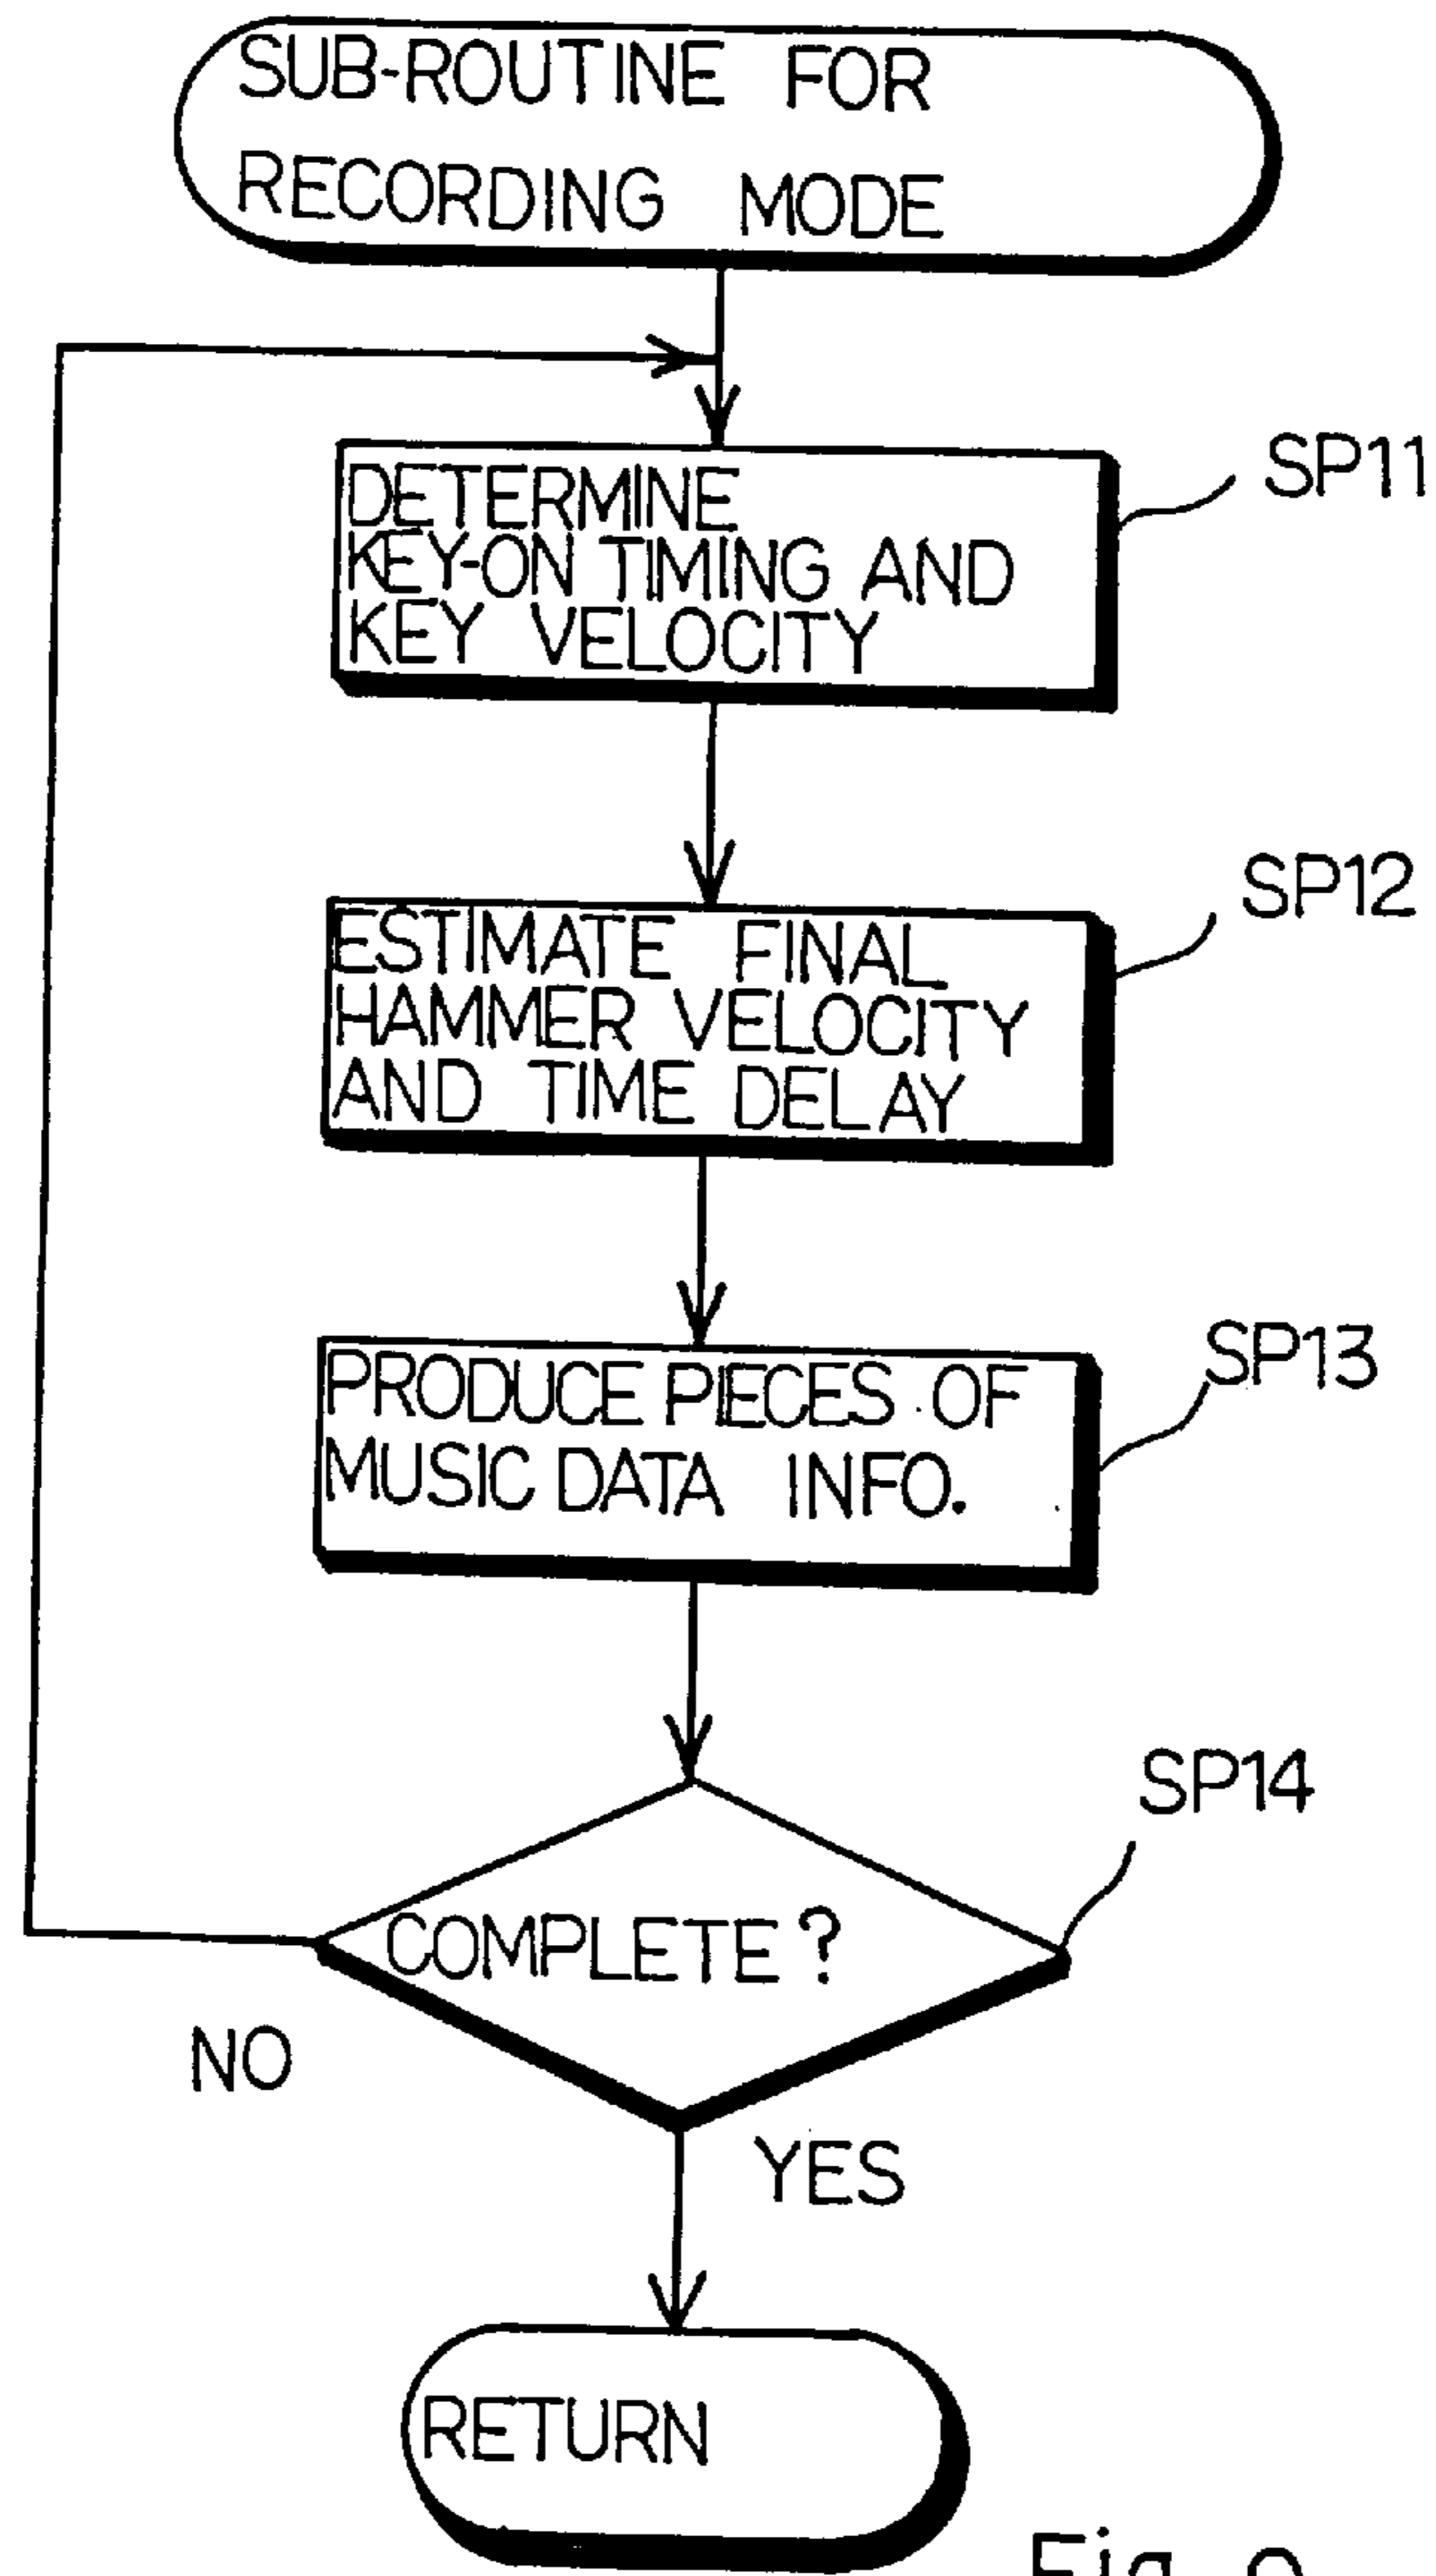 SUB-ROUTINE FOR
RECORDING MODE
DETERMINE
KEY-ON TIMING AND
KEY VELOCITY
SP11
ESTIMATE FINAL
HAMMER VELOCITY
AND TIME DELAY
SP12
PRODUCE PIECES OF
MUSIC DATA INFO.
SP13
COMPLETE?
SP14
NO
YES
RETURN
Fig.